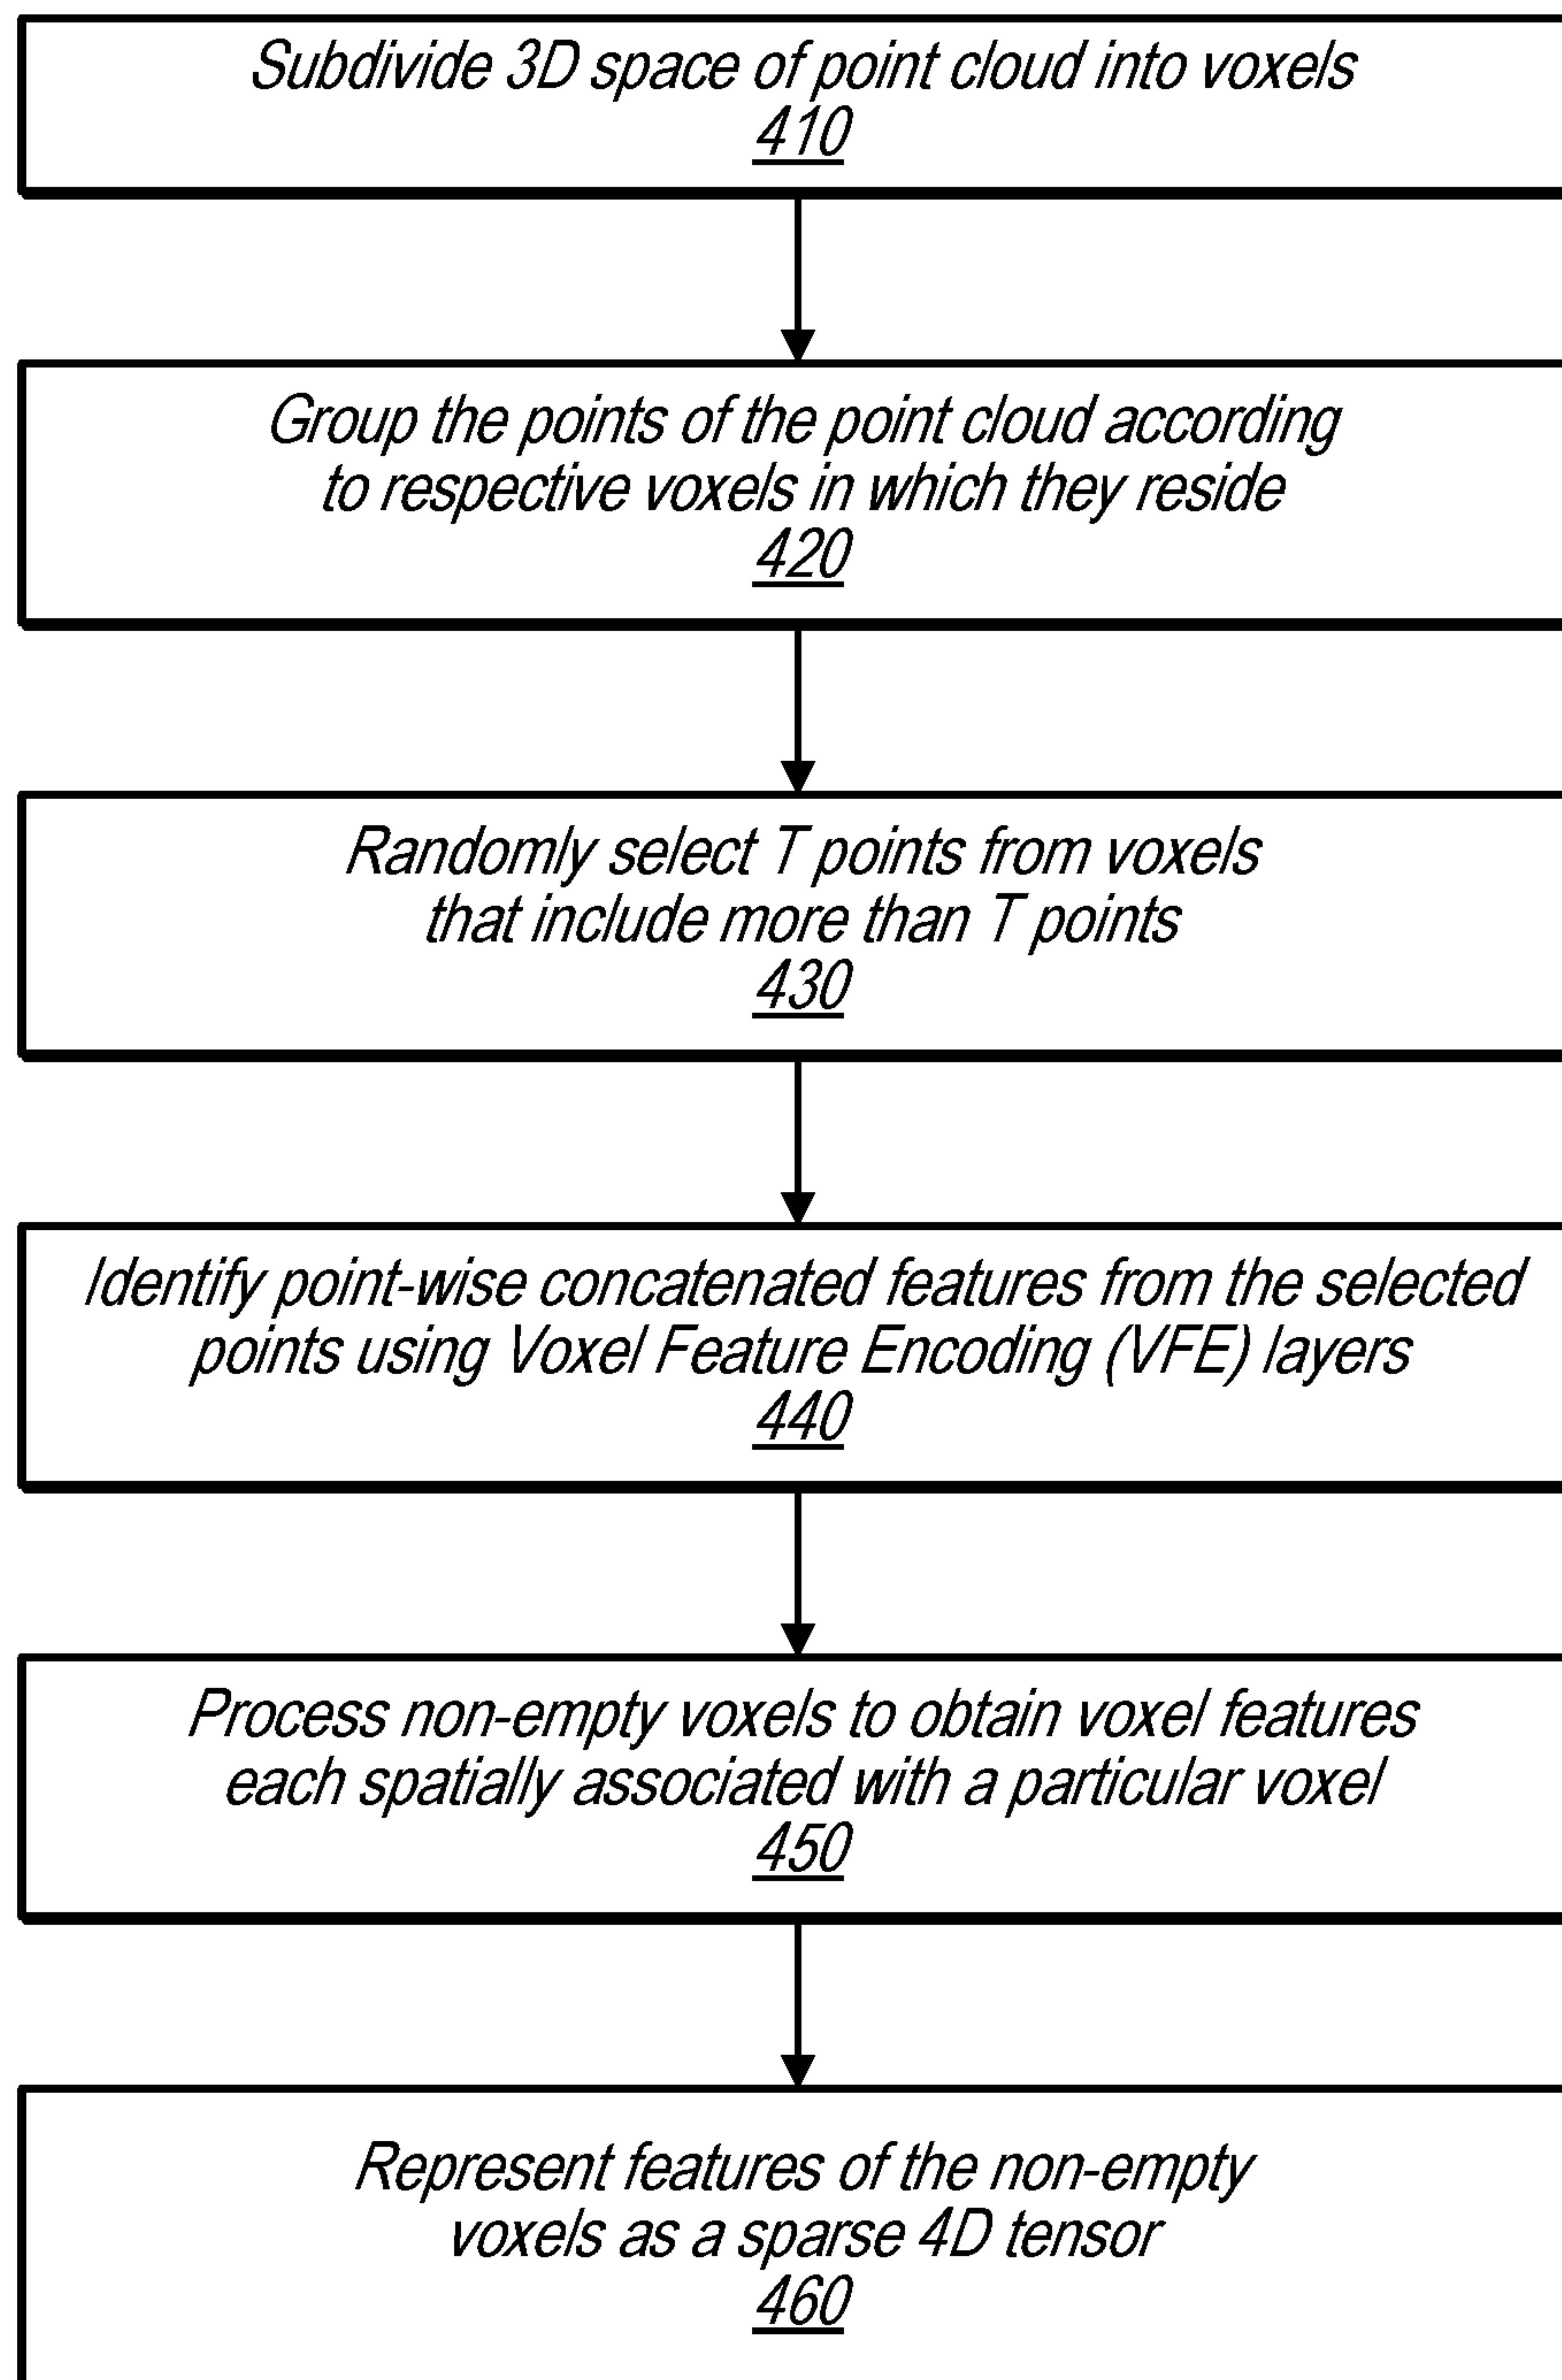 Subdivide 3D space of point cloud into voxels
410
Group the points of the point cloud according
to respective voxels in which they reside
420
Randomly select T points from voxels
that include more than T points
430
Identify point-wise concatenated features from the selected
points using Voxel Feature Encoding (VFE) layers
440
Process non-empty voxels to obtain voxel features
each spatially associated with a particular voxel
450
Represent features of the non-empty
voxels as a sparse 4D tensor
460